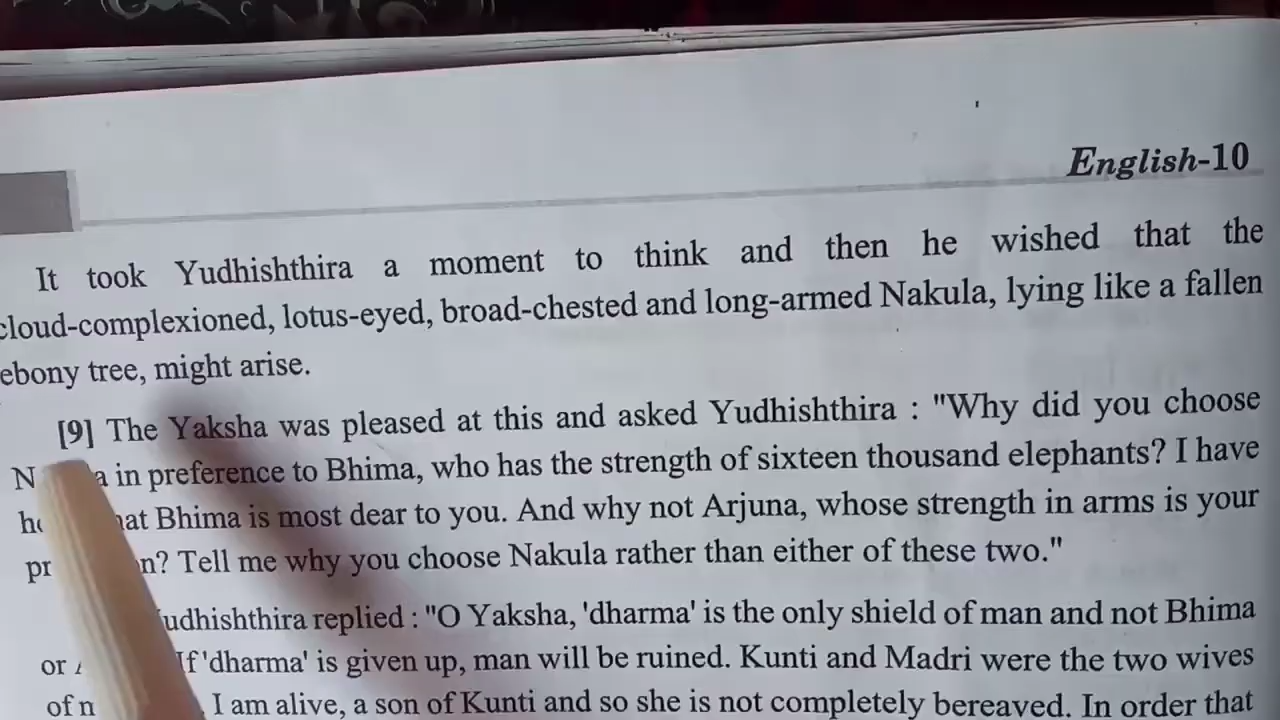 English-10
It took Yudhishthira a moment to think and then he wished that the
cloud-complexioned, lotus-eyed, broad-chested and long-armed Nakula, lying like a fallen
ebony tree, might arise.
[9] The Yaksha was pleased at this and asked Yudhishthira : "Why did you choose
in preference to Bhima, who has the strength of sixteen thousand elephants? I have
Bhima is most dear to you. And why not Arjuna, whose strength in arms is your
Tell me why you choose Nakula rather than either of these two."
replied : "O Yaksha, 'dharma' is the only shield of man and not Bhima
or If 'dharma' is given up, man will be ruined. Kunti and Madri were the two wives
of I am alive, a son of Kunti and so she is not completely bereaved. In order that